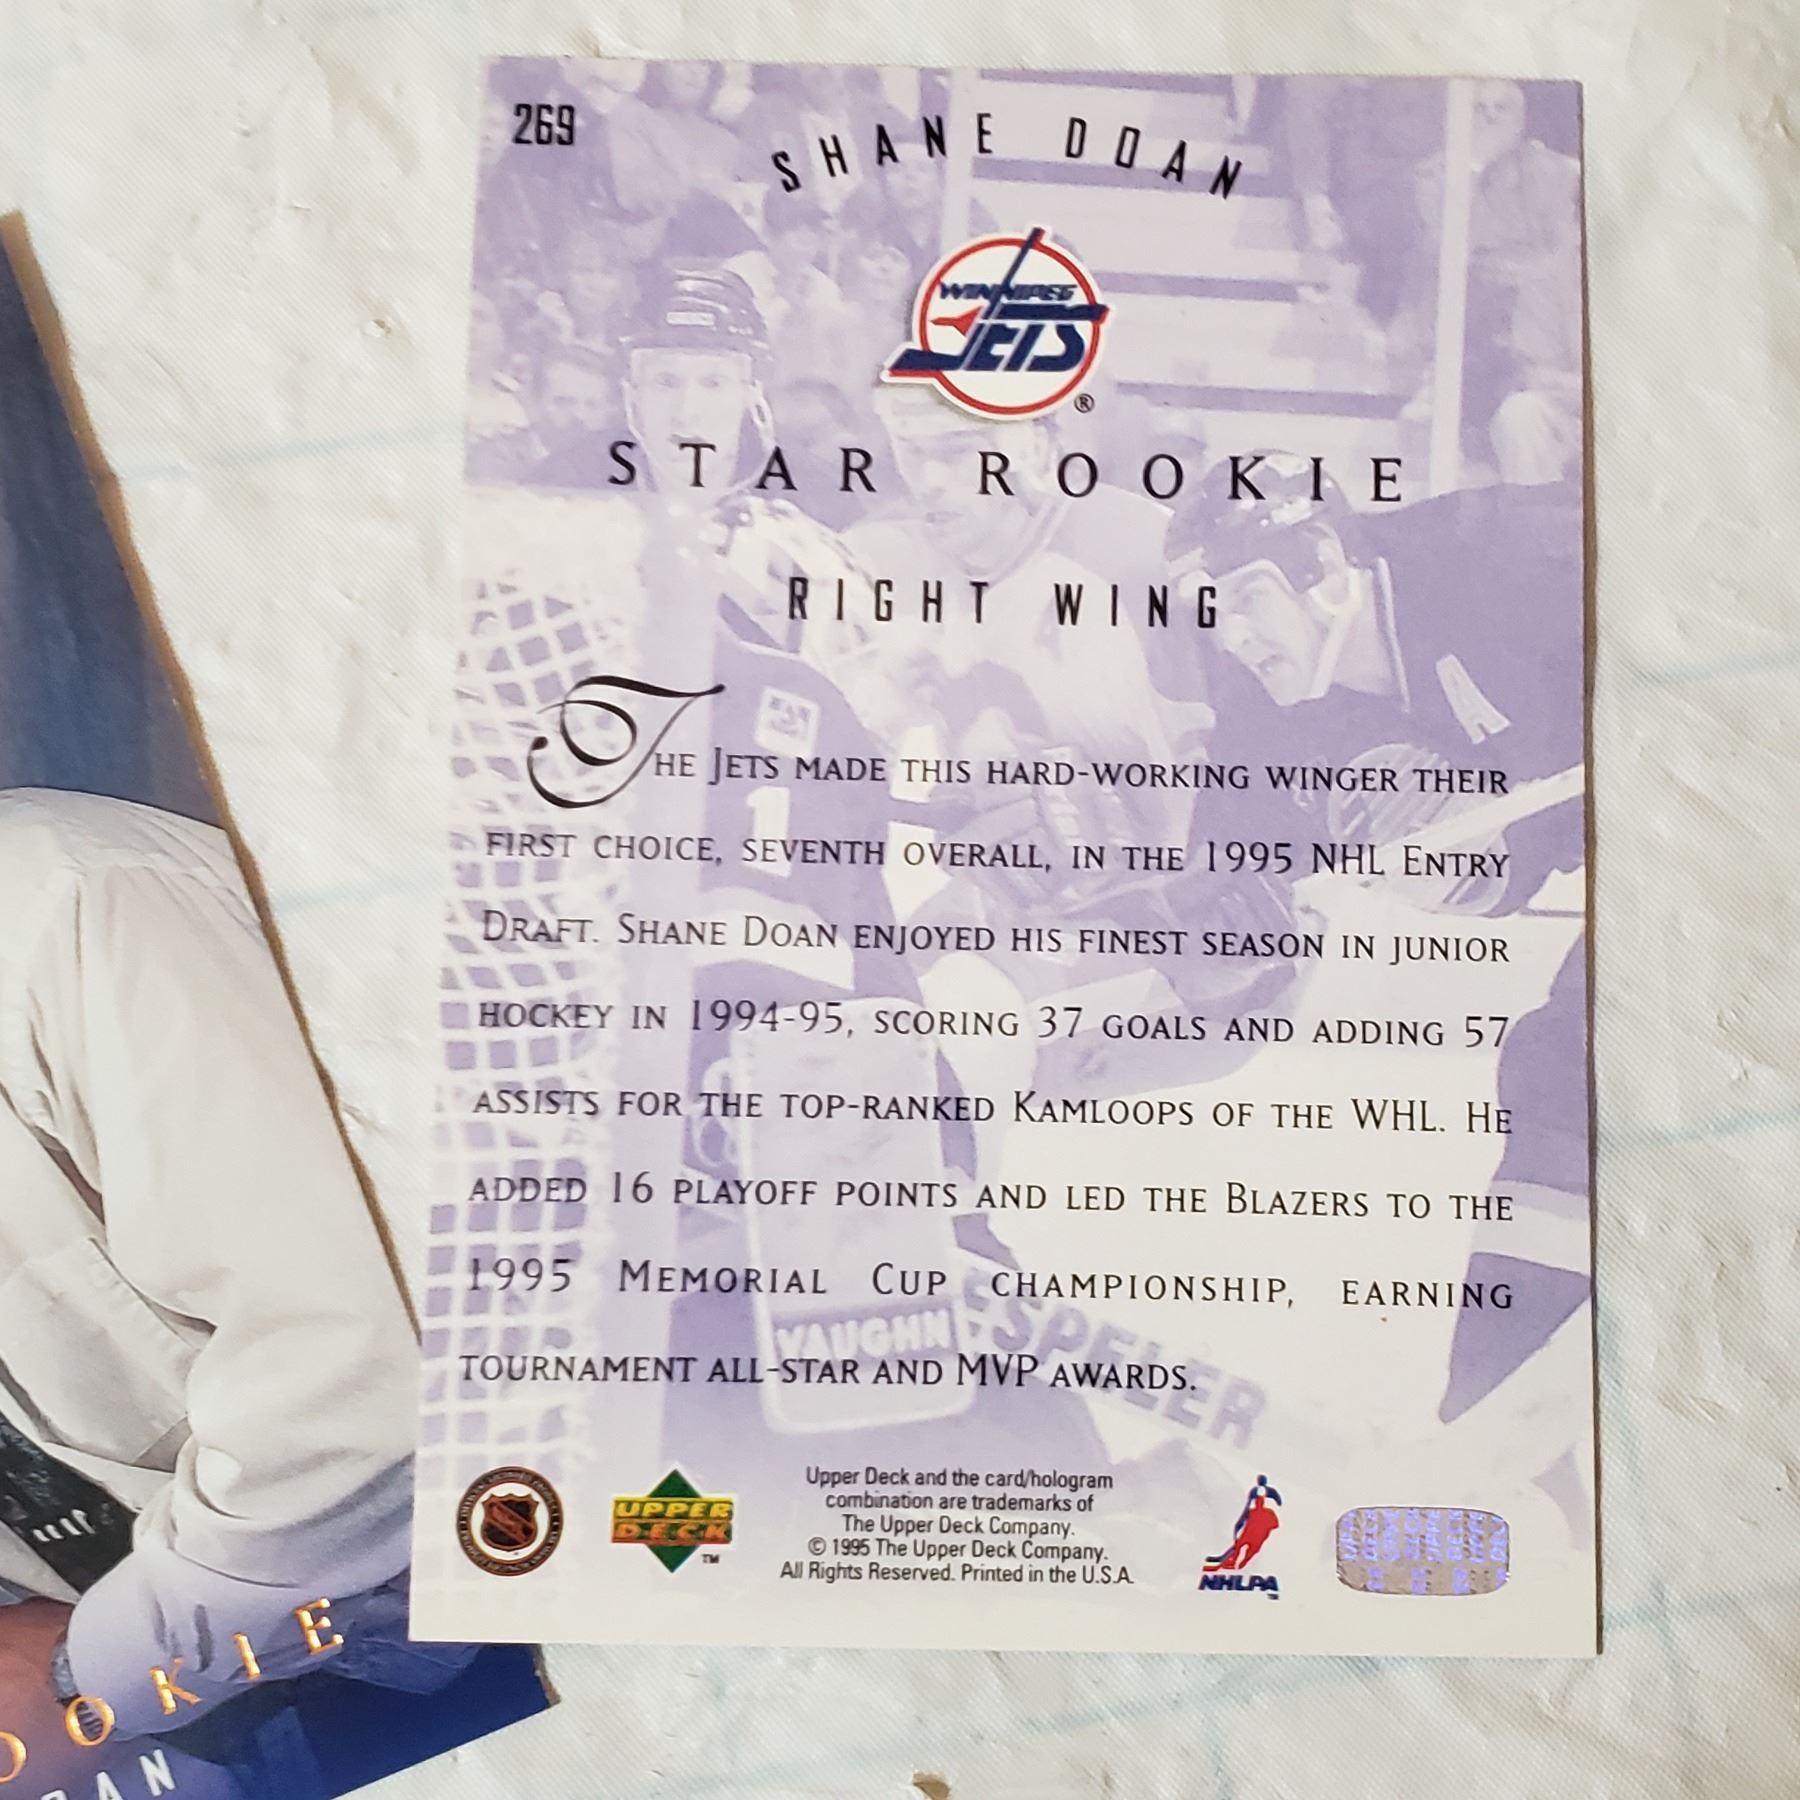 269
SHANE DOAN
WINNIPEG
JETS
®
STAR ROOKIE
RIGHT WING
THE JETS MADE THIS HARD-WORKING WINGER THEIR
FIRST CHOICE, SEVENTH OVERALL, IN THE 1995 NHL ENTRY
DRAFT. SHANE DOAN ENJOYED HIS FINEST SEASON IN JUNIOR
HOCKEY IN 1994-95, SCORING 37 GOALS AND ADDING 57
ASSISTS FOR THE TOP-RANKED KAMLOOPS OF THE WHL. HE
ADDED 16 PLAYOFF POINTS AND LED THE BLAZERS TO THE
1995 MEMORIAL CUP CHAMPIONSHIP, EARNING
TOURNAMENT ALL-STAR AND MVP AWARDS.
VAUGHN
SPEER
UPPER
DECK
TM
Upper Deck and the card/hologram
combination are trademarks of
The Upper Deck Company.
© 1995 The Upper Deck Company.
All Rights Reserved. Printed in the U.S.A.
NHLPA
OOKIE
OAN